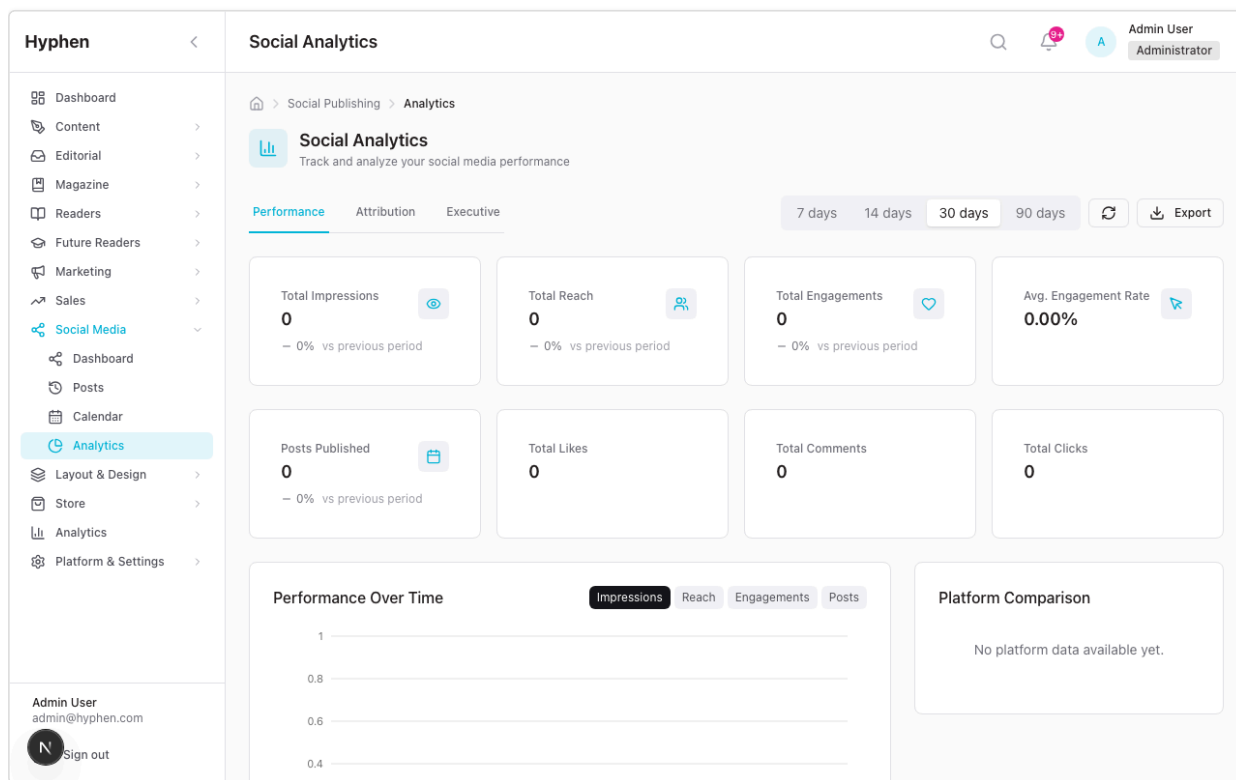 Hyphen
Social Analytics
9+
A
Admin User
Administrator
Dashboard
Content
Editorial
Magazine
Readers
Future Readers
Marketing
Sales
Social Media
Dashboard
Posts
Calendar
Analytics
Layout & Design
Store
Analytics
Platform & Settings
Admin User
admin@hyphen.com
N
Sign out
Social Publishing > Analytics
Social Analytics
Track and analyze your social media performance
Performance Attribution Executive
7 days 14 days 30 days 90 days Export
Total Impressions
0
– 0% vs previous period
Total Reach
0
– 0% vs previous period
Total Engagements
0
– 0% vs previous period
Avg. Engagement Rate
0.00%
Posts Published
0
– 0% vs previous period
Total Likes
0
Total Comments
0
Total Clicks
0
Performance Over Time
Impressions Reach Engagements Posts
1
0.8
0.6
0.4
Platform Comparison
No platform data available yet.